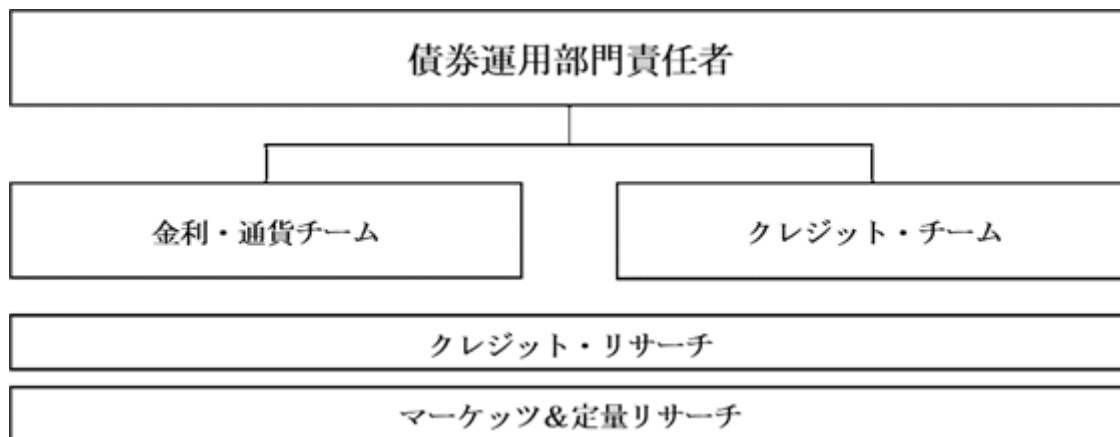 債券運用部門責任者
金利・通貨チーム
クレジット・チーム
クレジット・リサーチ
マーケッツ&定量リサーチ